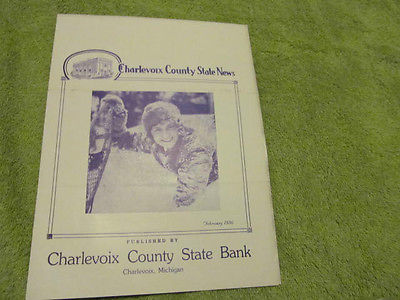 Charlevoix County State News
February 1936
PUBLISHED BY
Charlevoix County State Bank
Charlevoix, Michigan